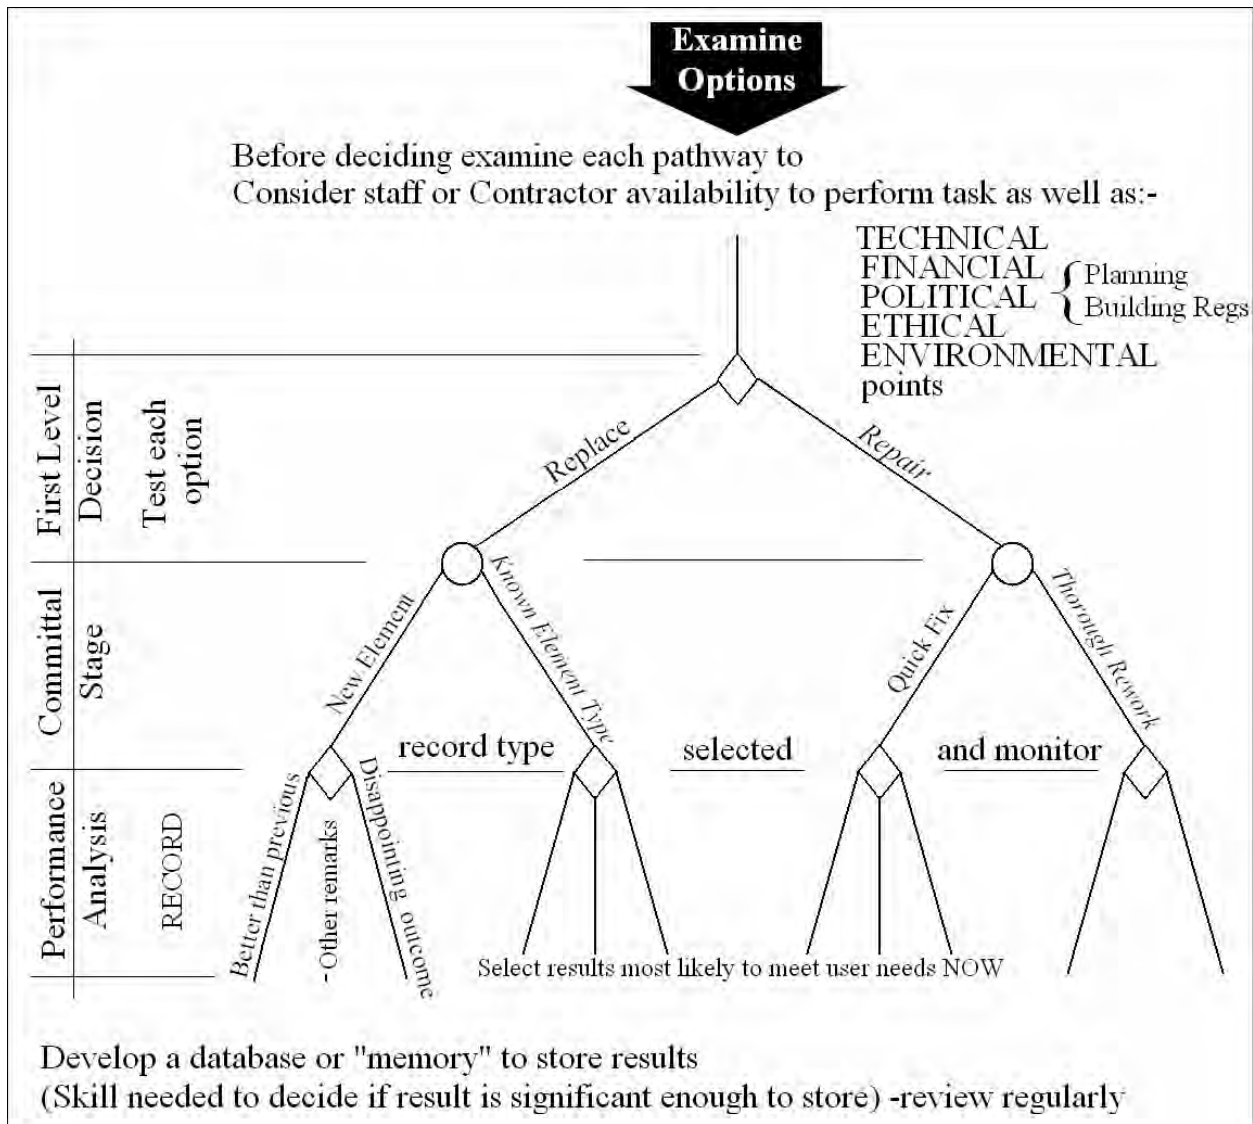 Examine
Options
Before deciding examine each pathway to
Consider staff or Contractor availability to perform task as well as:-
TECHNICAL
FINANCIAL
POLITICAL
ETHICAL
ENVIRONMENTAL
points
Planning
Building Regs
First Level
Decision
Test each
option
Replace
Repair
Committal
Stage
New Element
Known Element Type
Quick Fix
Thorough Rework
record type
selected
and monitor
Performance
Analysis
RECORD
Better than previous
- Other remarks
Disappointing outcome
Select results most likely to meet user needs NOW
Develop a database or "memory" to store results
(Skill needed to decide if result is significant enough to store) -review regularly